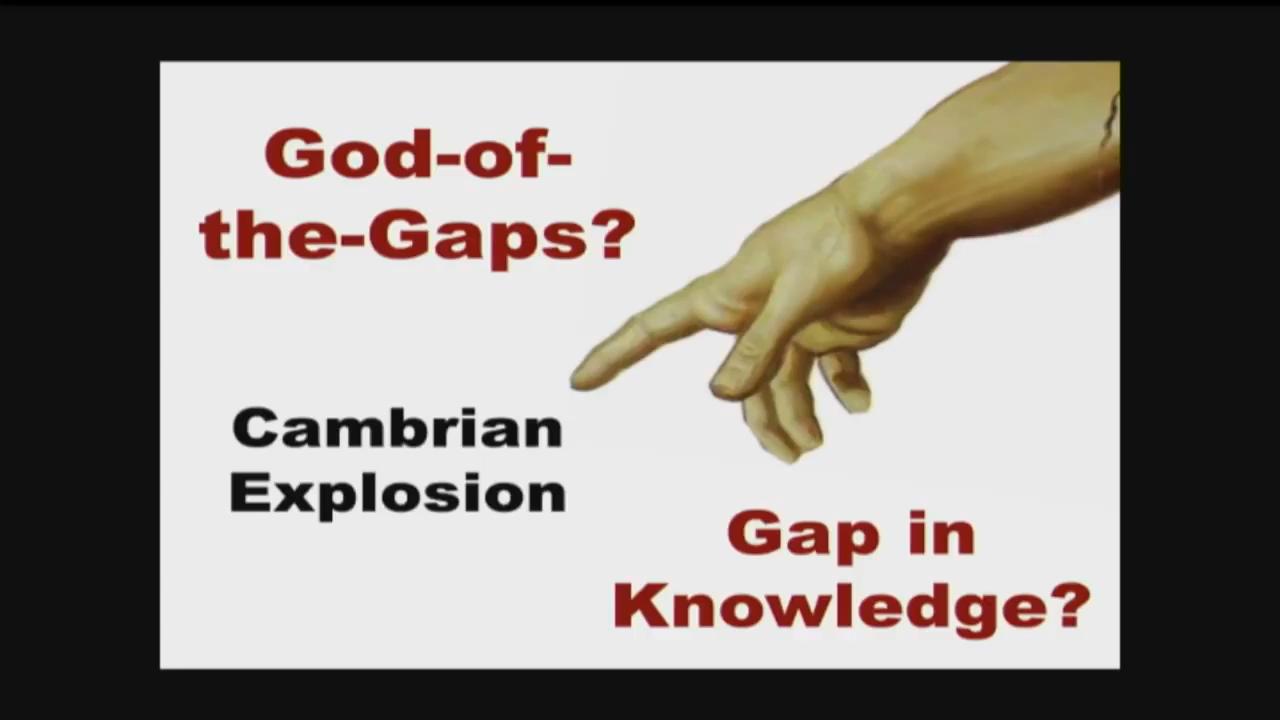 God-of-
the-Gaps?
Cambrian
Explosion
Gap in
Knowledge?